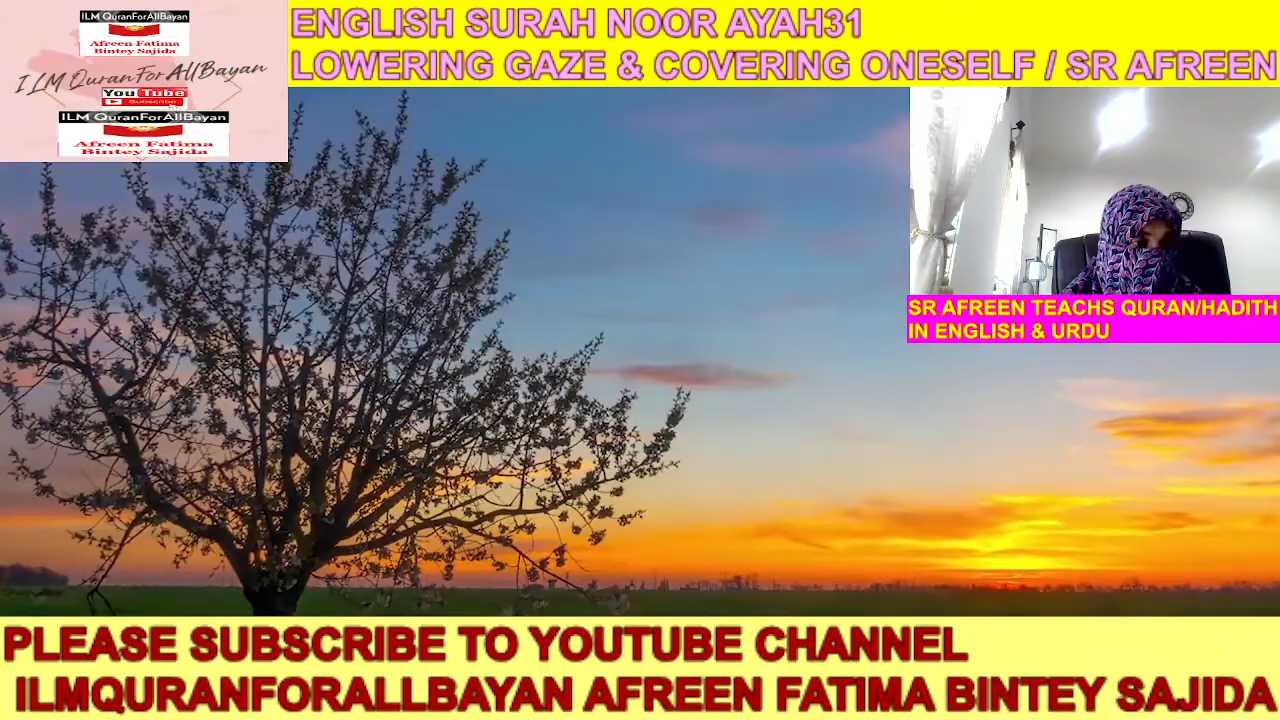 ILM QuranForAllBayan
Afreen Fatima
Bintey Sajida
ILM QuranForAllBayan
YouTube
Subscribe
ILM QuranForAllBayan
Afreen Fatima
Bintey Sajida
ENGLISH SURAH NOOR AYAH31
LOWERING GAZE & COVERING ONESELF / SR AFREEN
SR AFREEN TEACHS QURAN/HADITH
IN ENGLISH & URDU
PLEASE SUBSCRIBE TO YOUTUBE CHANNEL
ILMQURANFORALLBAYAN AFREEN FATIMA BINTEY SAJIDA